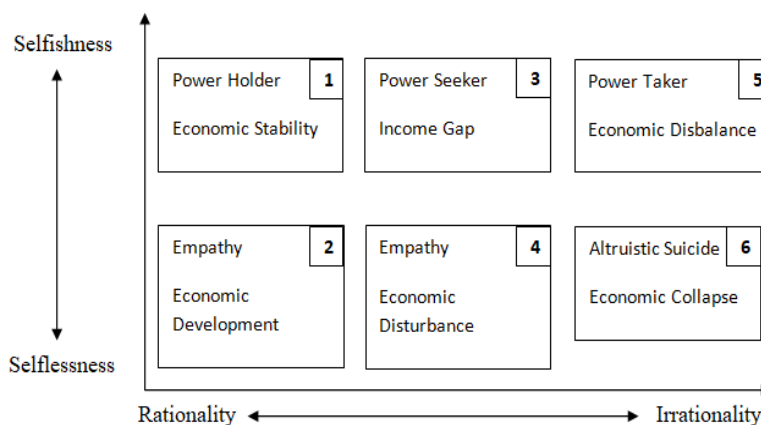 Selfishness
Power Holder 1
Economic Stability
Power Seeker 3
Income Gap
Power Taker 5
Economic Disbalance
Empathy 2
Economic
Development
Empathy 4
Economic
Disturbance
Altruistic Suicide 6
Economic Collapse
Selflessness
Rationality
Irrationality